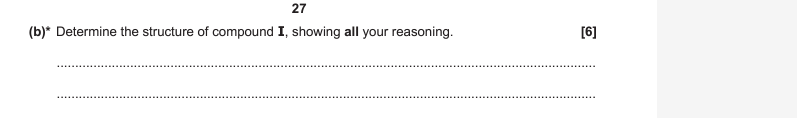 27
(b)* Determine the structure of compound I, showing all your reasoning. [6]